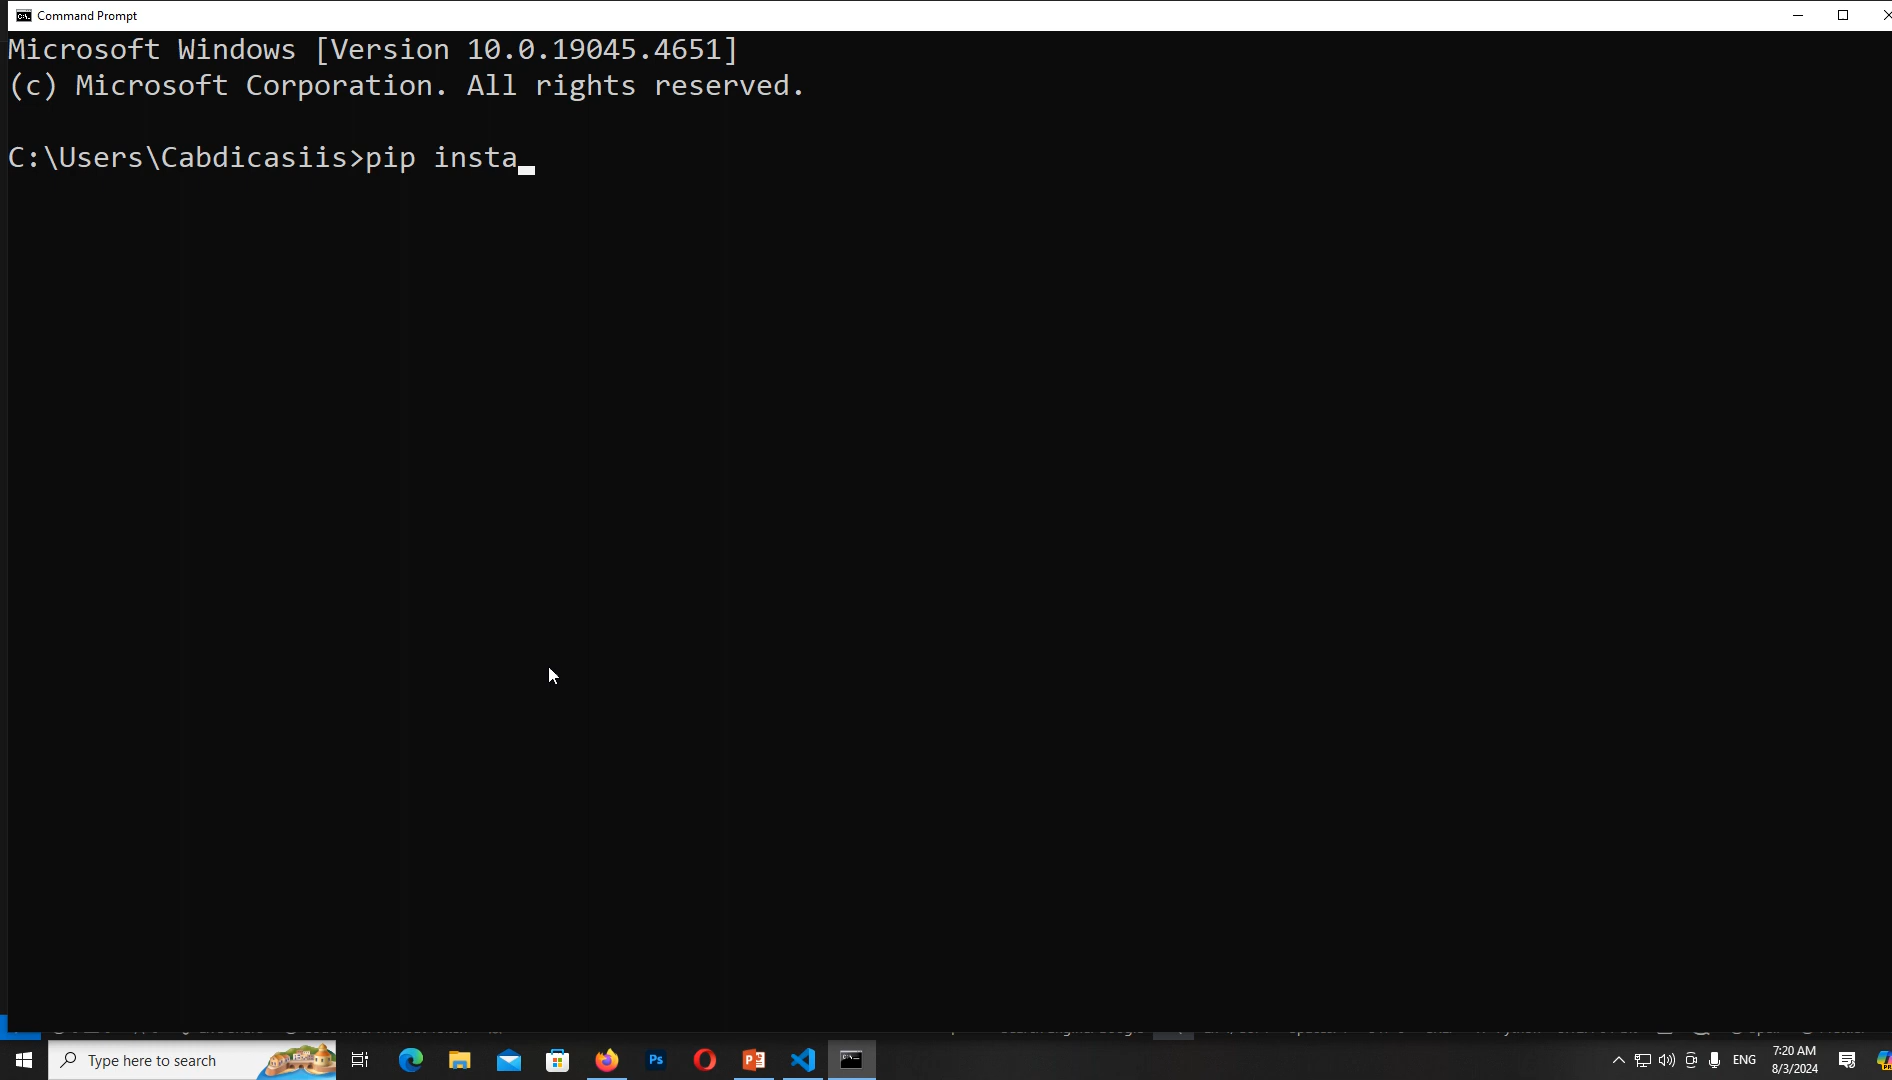 Command Prompt
Microsoft Windows [Version 10.0.19045.4651]
(c) Microsoft Corporation. All rights reserved.
C:\Users\Cabdicasiis>pip insta
Type here to search
Ps
ENG
7:20 AM
8/3/2024